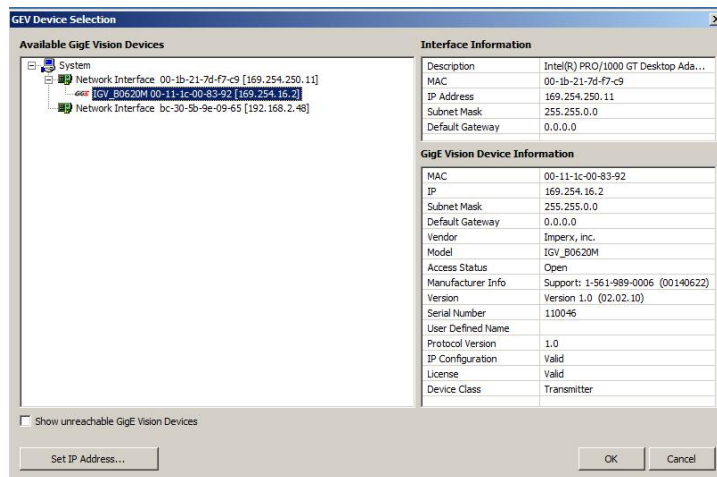 GEV Device Selection
Available GigE Vision Devices
System
Network Interface 00-1b-21-7d-f7-c9 [169.254.250.11]
GigE IGV_B0620M 00-11-1c-00-83-92 [169.254.16.2]
Network Interface bc-30-5b-9e-09-65 [192.168.2.48]
Show unreachable GigE Vision Devices
Set IP Address...
Interface Information
Description Intel(R) PRO/1000 GT Desktop Ada...
MAC 00-1b-21-7d-f7-c9
IP Address 169.254.250.11
Subnet Mask 255.255.0.0
Default Gateway 0.0.0.0
GigE Vision Device Information
MAC 00-11-1c-00-83-92
IP 169.254.16.2
Subnet Mask 255.255.0.0
Default Gateway 0.0.0.0
Vendor Imperx, inc.
Model IGV_B0620M
Access Status Open
Manufacturer Info Support: 1-561-989-0006 (00140622)
Version Version 1.0 (02.02.10)
Serial Number 110046
User Defined Name
Protocol Version 1.0
IP Configuration Valid
License Valid
Device Class Transmitter
OK Cancel